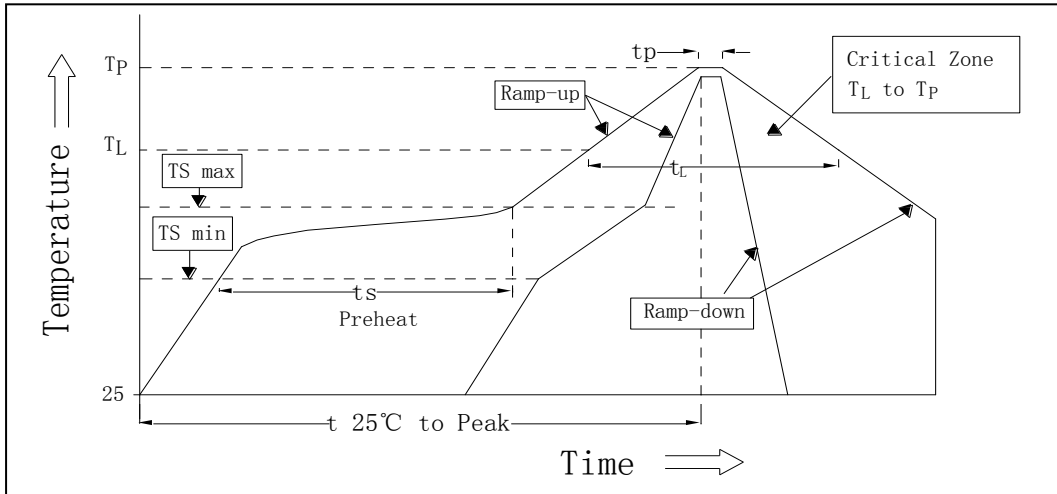 tp
TP
Critical Zone
TL to TP
Ramp-up
TL
TS max
tL
TS min
ts
Preheat
Ramp-down
Temperature
25
t 25℃ to Peak
Time